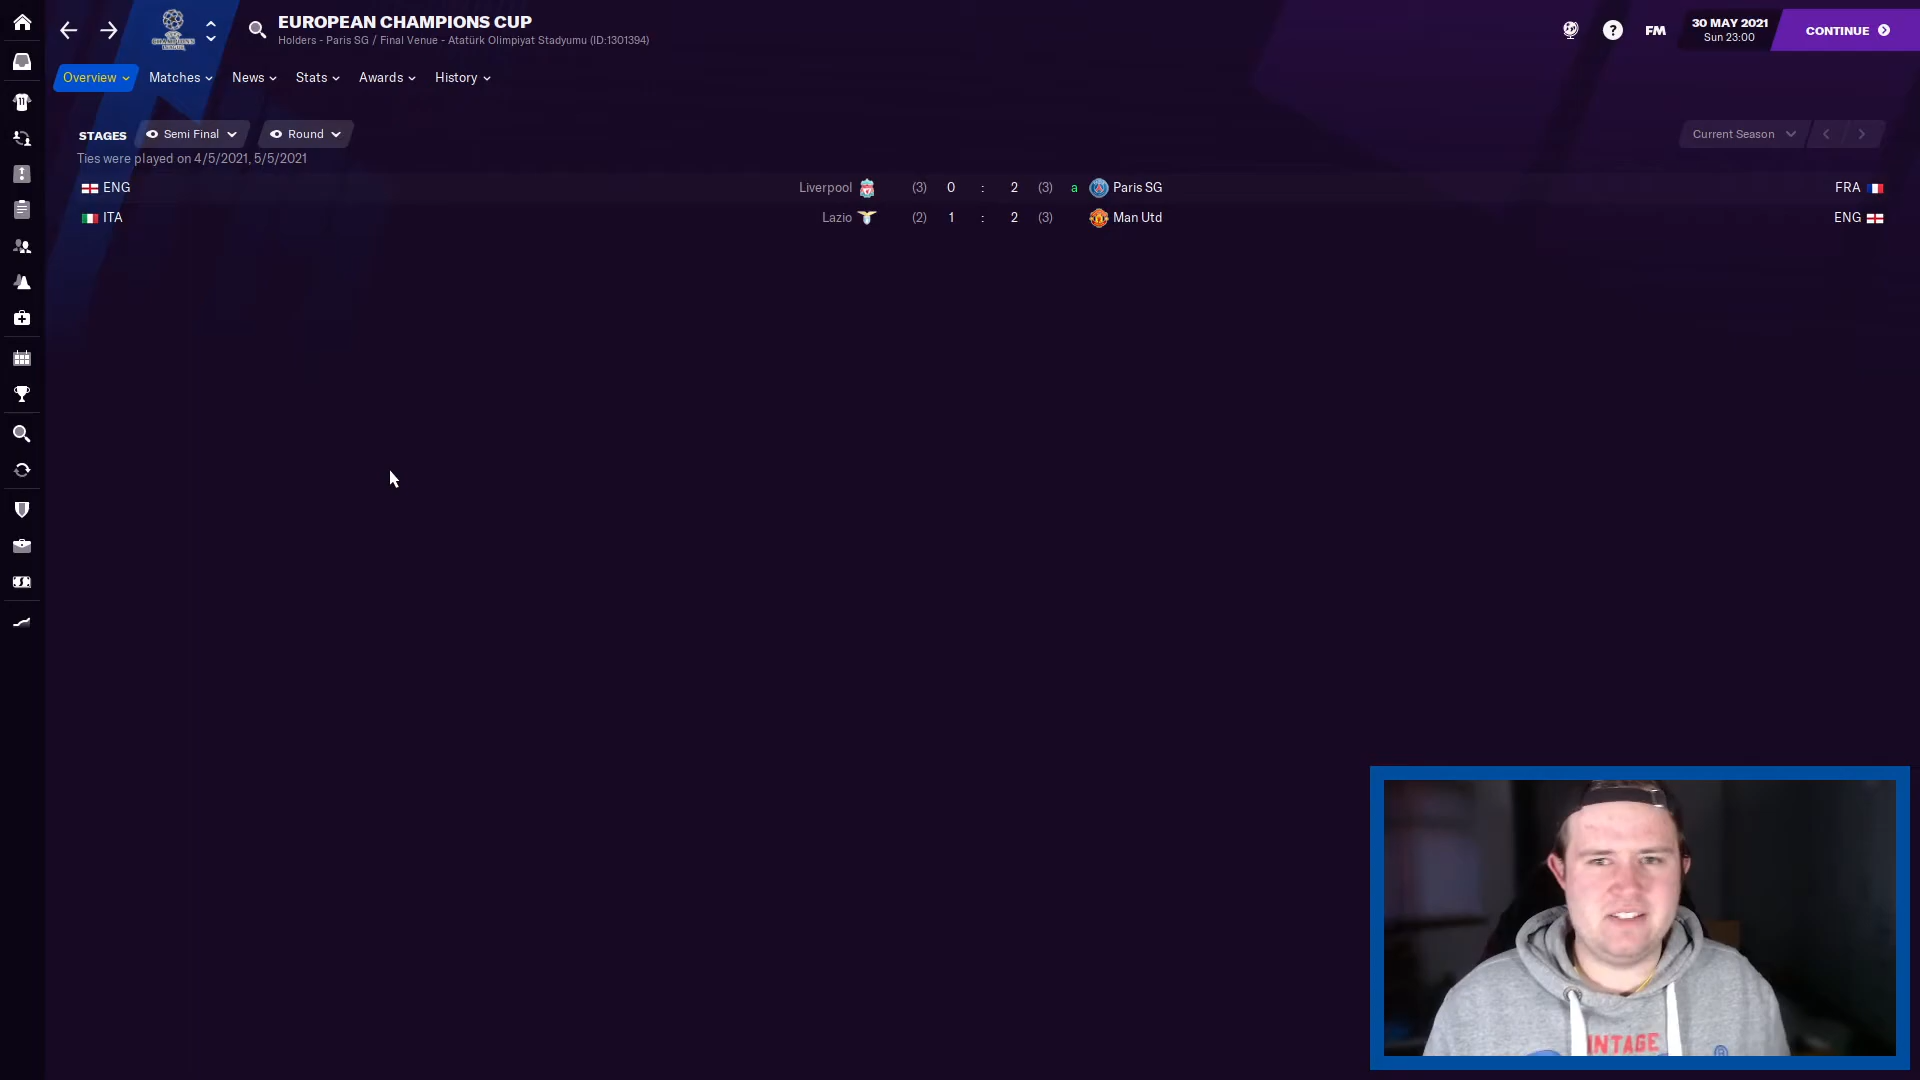 EUROPEAN CHAMPIONS CUP
Holders - Paris SG / Final Venue - Atatürk Olimpiyat Stadyumu (ID:1301394)
FM
30 MAY 2021
Sun 23:00
CONTINUE
Overview Matches News Stats Awards History
STAGES Semi Final Round Current Season
Ties were played on 4/5/2021, 5/5/2021
ENG Liverpool (3) 0 : 2 (3) a Paris SG FRA
ITA Lazio (2) 1 : 2 (3) Man Utd ENG
INTAGE